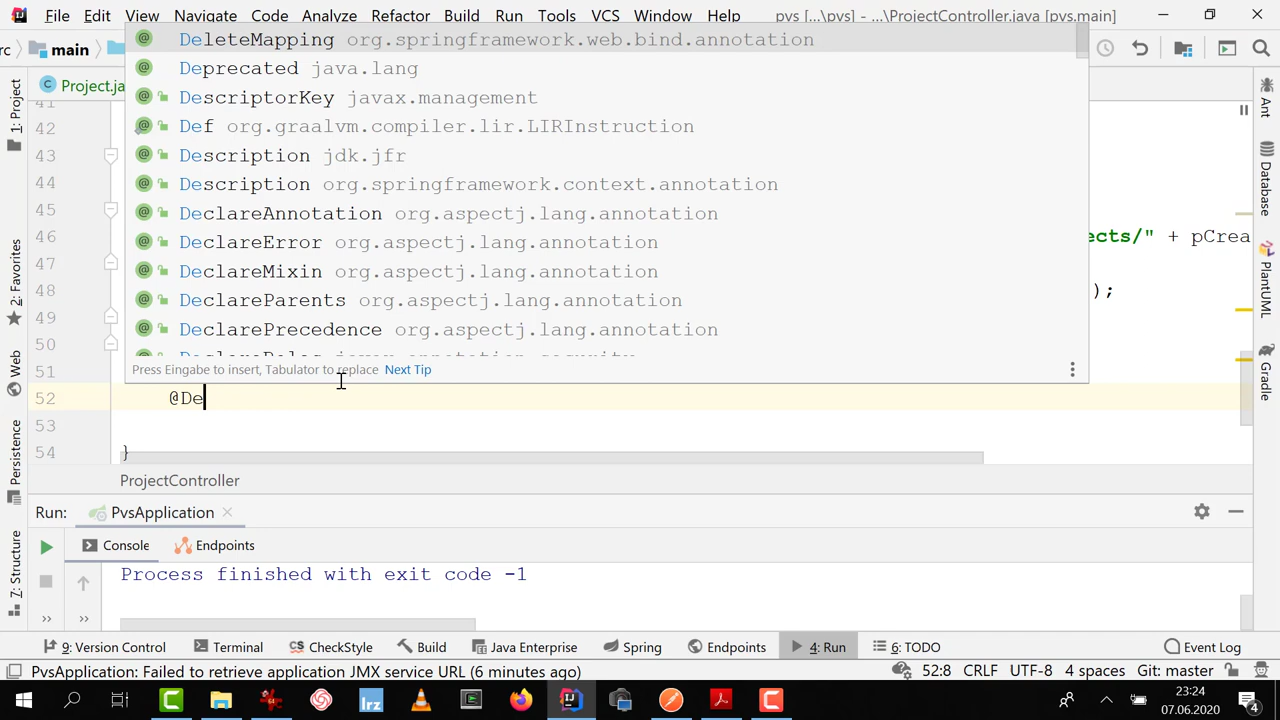 File Edit View Navigate Code Analyze Refactor Build Run Tools VCS Window Help pvs [...\pvs] - ...\ProjectController.java [pvs.main]
rc main
Project.ja
DeleteMapping org.springframework.web.bind.annotation
Deprecated java.lang
DescriptorKey javax.management
Def org.graalvm.compiler.lir.LIRInstruction
Description jdk.jfr
Description org.springframework.context.annotation
DeclareAnnotation org.aspectj.lang.annotation
DeclareError org.aspectj.lang.annotation
DeclareMixin org.aspectj.lang.annotation
DeclareParents org.aspectj.lang.annotation
DeclarePrecedence org.aspectj.lang.annotation
DeclareRoles javax.annotation.security
Press Eingabe to insert, Tabulator to replace Next Tip
41
42
43
44
45
46 ects/" + pCrea
47
48 );
49
50
51
52 @De
53
54 }
1: Project
2: Favorites
Web
Persistence
7: Structure
Ant
Database
PlantUML
Gradle
ProjectController
Run: PvsApplication
Console Endpoints
Process finished with exit code -1
9: Version Control Terminal CheckStyle Build Java Enterprise Spring Endpoints 4: Run 6: TODO Event Log
PvsApplication: Failed to retrieve application JMX service URL (6 minutes ago) 52:8 CRLF UTF-8 4 spaces Git: master
lrz
23:24
07.06.2020
4